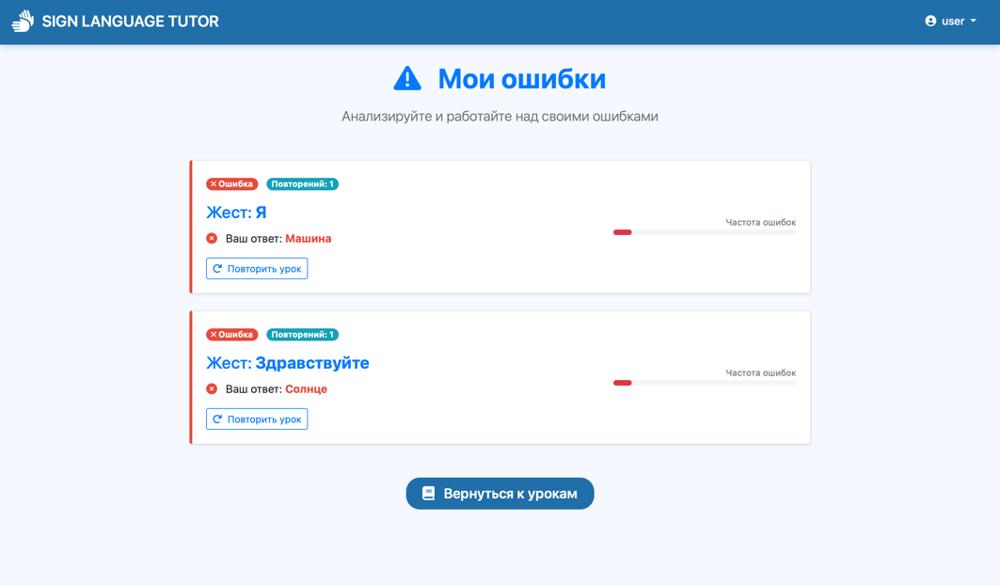 SIGN LANGUAGE TUTOR
user
Мои ошибки
Анализируйте и работайте над своими ошибками
Ошибка Повторений: 1
Жест: Я
Ваш ответ: Машина
Частота ошибок
Повторить урок
Ошибка Повторений: 1
Жест: Здравствуйте
Ваш ответ: Солнце
Частота ошибок
Повторить урок
Вернуться к урокам